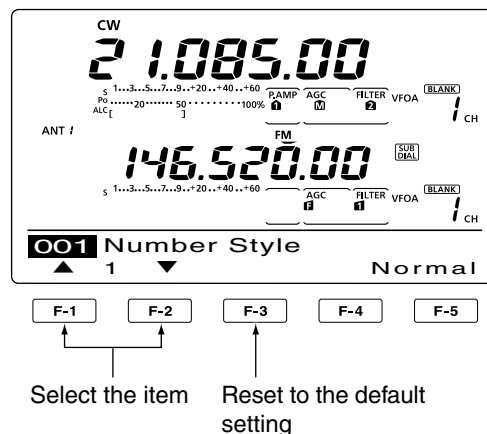 CW
21.085.00
S 1...3...5...7...9..+20..+40..+60
Po ......20....... 50 ..........100%
ALC [ ]
P.AMP 1 AGC M FILTER 2 VFOA BLANK 1 CH
ANT 1
FM
146.520.00
SUB DIAL
S 1...3...5...7...9..+20..+40..+60
AGC F FILTER 1 VFOA BLANK 1 CH
001 Number Style
▲ 1 ▼ Normal
F-1 F-2 F-3 F-4 F-5
Select the item
Reset to the default
setting